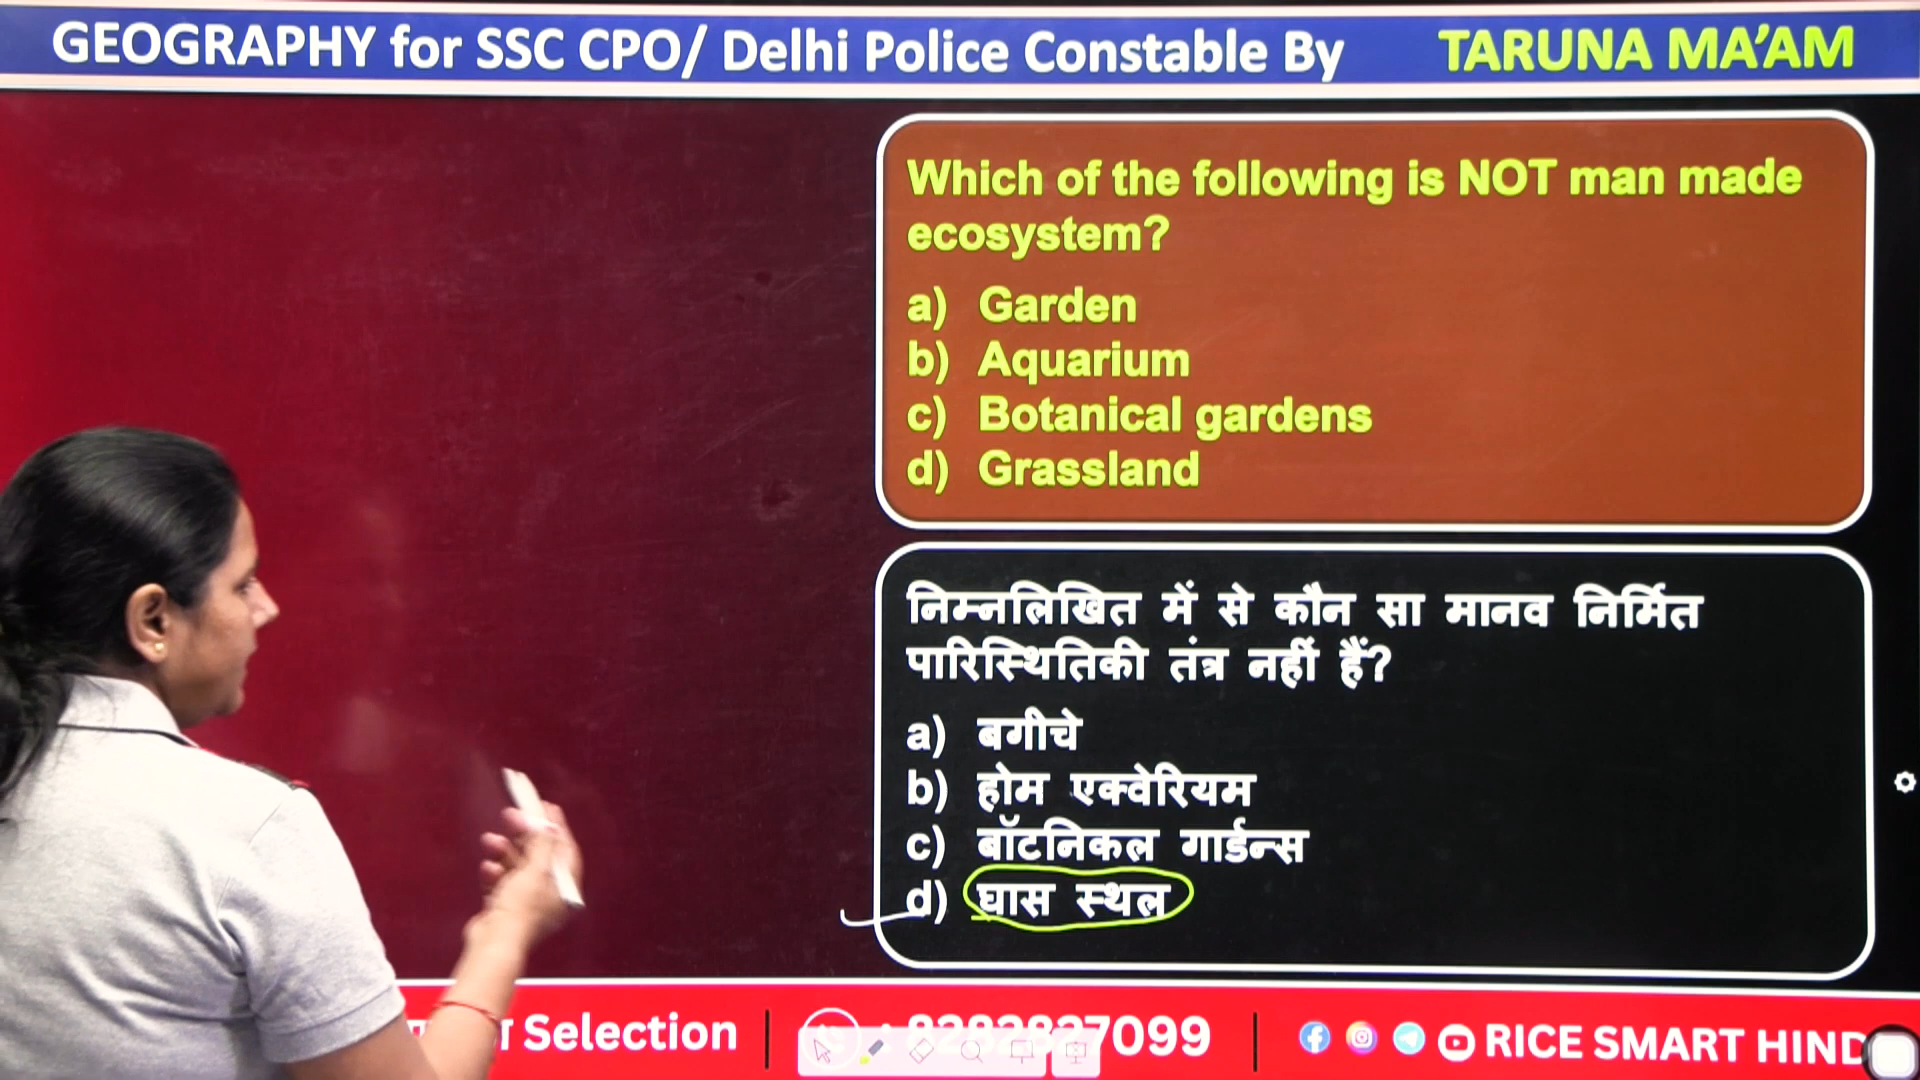 GEOGRAPHY for SSC CPO/ Delhi Police Constable By TARUNA MA'AM
Which of the following is NOT man made
ecosystem?
a) Garden
b) Aquarium
c) Botanical gardens
d) Grassland
निम्नलिखित में से कौन सा मानव निर्मित
पारिस्थितिकी तंत्र नहीं हैं?
a) बगीचे
b) होम एक्वेरियम
c) बॉटनिकल गार्डन्स
d) घास स्थल
Selection | : 8282827099 | RICE SMART HIND